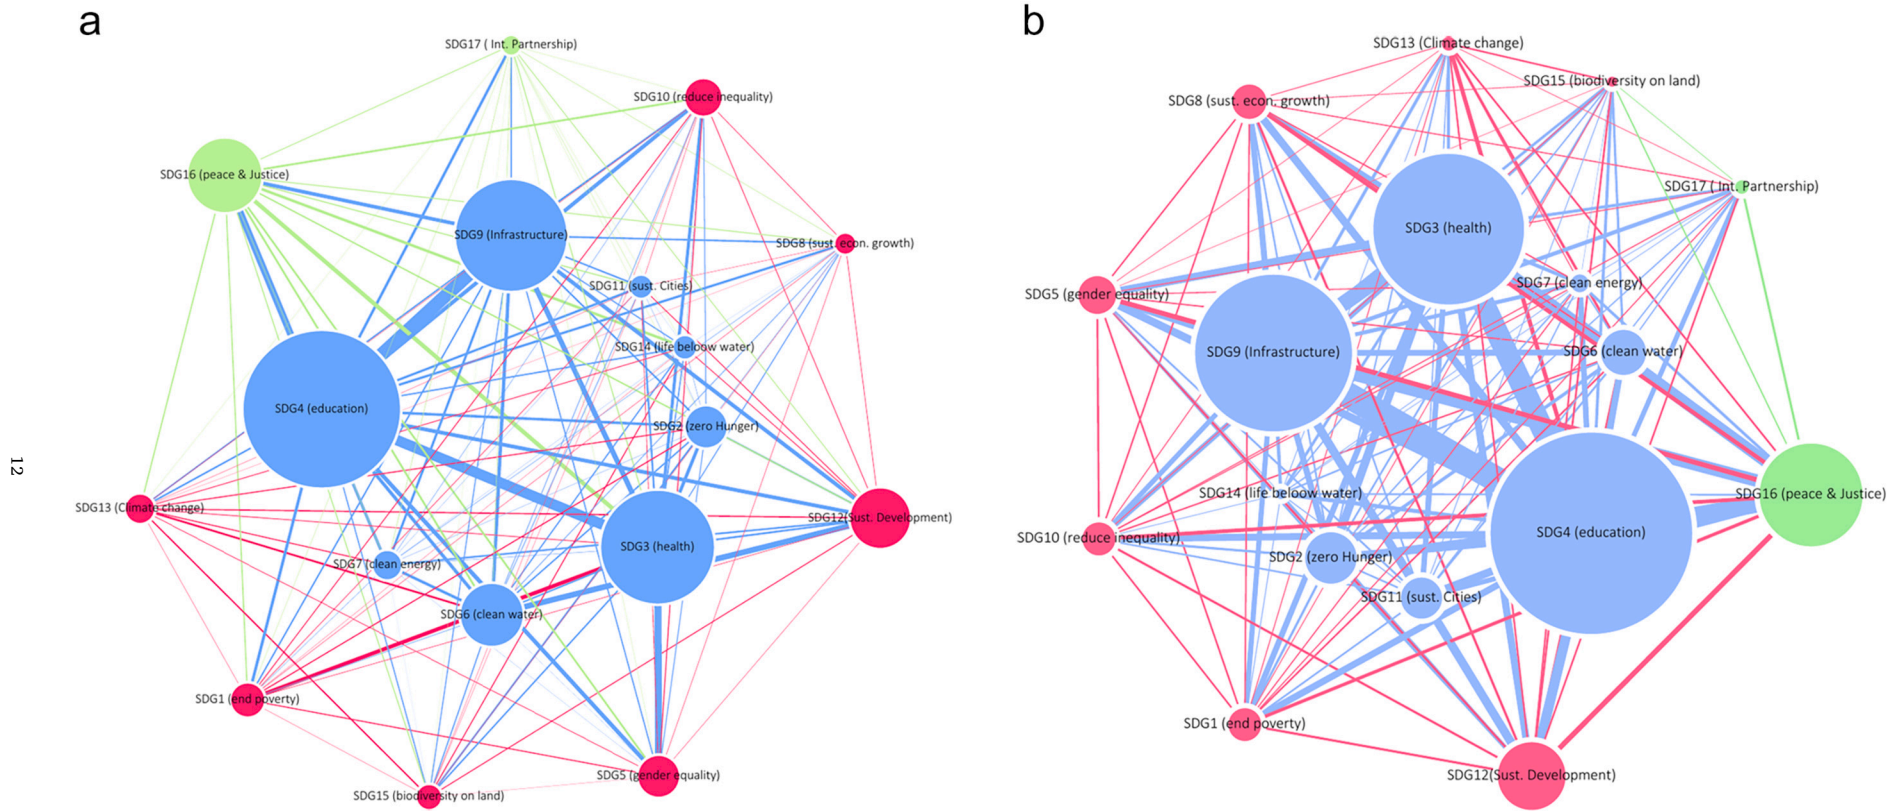 a
SDG17 ( Int. Partnership)
SDG10 (reduce inequality)
SDG16 (peace & Justice)
SDG9 (Infrastructure)
SDG8 (sust. econ. growth)
SDG11 (sust. Cities)
SDG14 (life beloow water)
SDG4 (education)
SDG2 (zero Hunger)
SDG13 (Climate change)
SDG12(Sust. Development)
SDG3 (health)
SDG7 (clean energy)
SDG6 (clean water)
SDG1 (end poverty)
SDG5 (gender equality)
SDG15 (biodiversity on land)
12
b
SDG13 (Climate change)
SDG15 (biodiversity on land)
SDG8 (sust. econ. growth)
SDG17 ( Int. Partnership)
SDG3 (health)
SDG7 (clean energy)
SDG5 (gender equality)
SDG9 (Infrastructure)
SDG6 (clean water)
SDG14 (life beloow water)
SDG16 (peace & Justice)
SDG4 (education)
SDG10 (reduce inequality)
SDG2 (zero Hunger)
SDG11 (sust. Cities)
SDG1 (end poverty)
SDG12(Sust. Development)